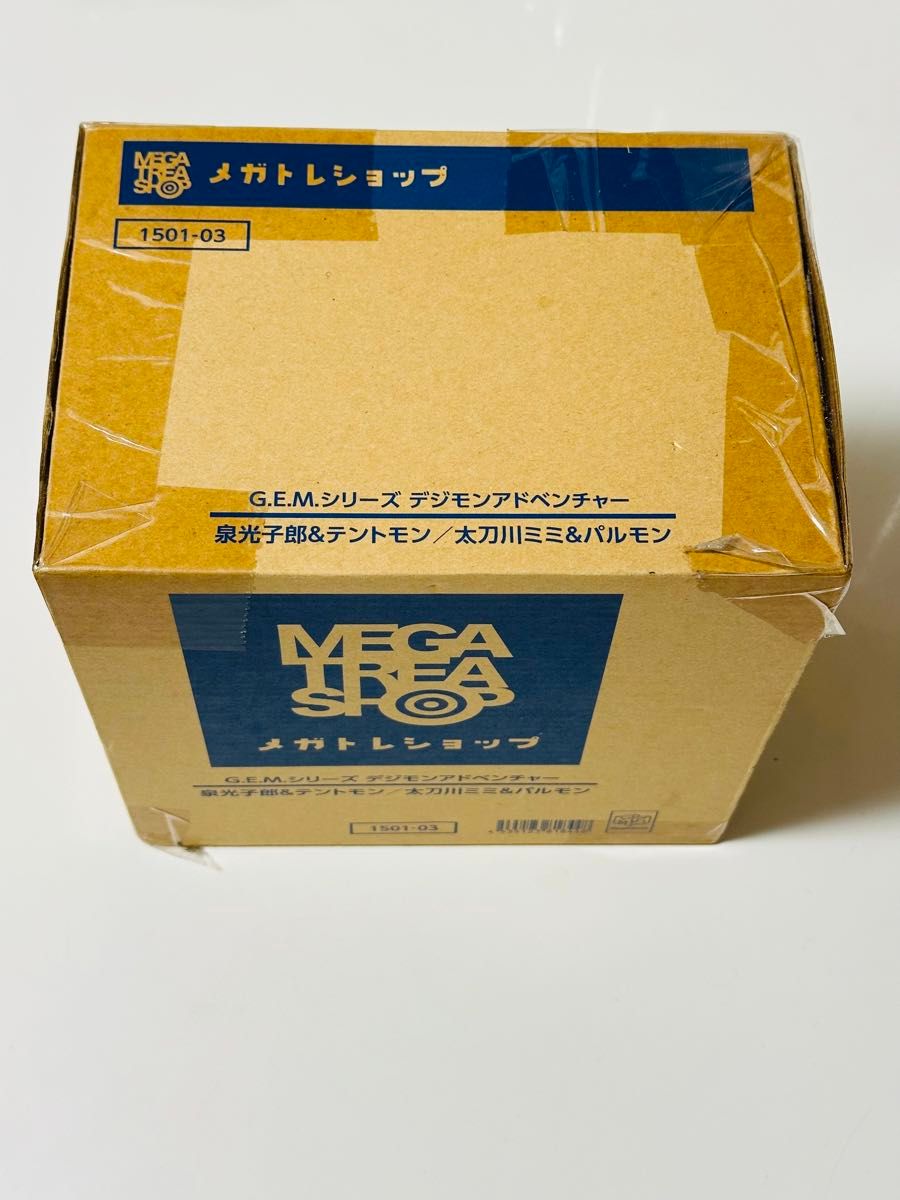 MEGA
TREA
SHOP
メガトレショップ
1501-03
G.E.M.シリーズ デジモンアドベンチャー
泉光子郎&テントモン／太刀川ミミ&パルモン
MEGA
TREA
SHOP
メガトレショップ
G.E.M.シリーズ デジモンアドベンチャー
泉光子郎&テントモン／太刀川ミミ&パルモン
1501-03